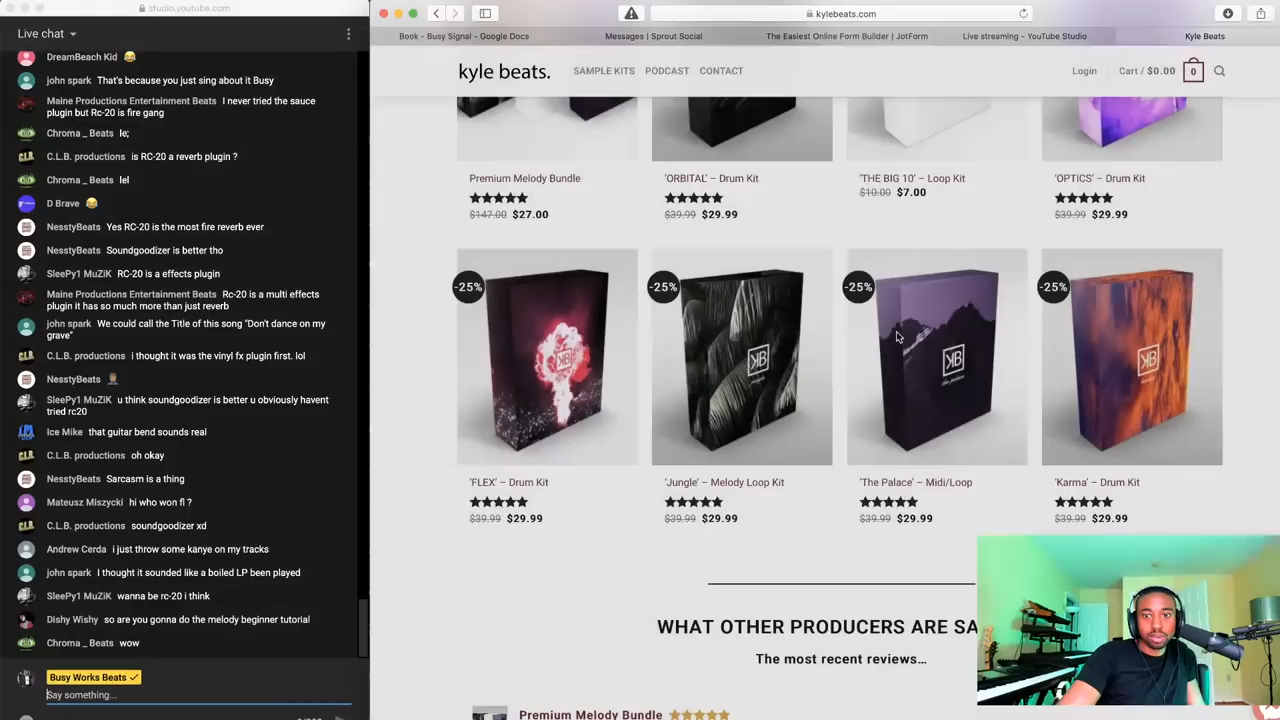 studio.youtube.com
Live chat
DreamBeach Kid
john spark That's because you just sing about it Busy
Maine Productions Entertainment Beats I never tried the sauce
plugin but Rc-20 is fire gang
Chroma _ Beats le;
C.L.B. productions is RC-20 a reverb plugin ?
Chroma _ Beats lel
D Brave
NesstyBeats Yes RC-20 is the most fire reverb ever
NesstyBeats Soundgoodizer is better tho
SleePy1 MuZiK RC-20 is a effects plugin
Maine Productions Entertainment Beats Rc-20 is a multi effects
plugin it has so much more than just reverb
john spark We could call the Title of this song "Don't dance on my
grave"
C.L.B. productions i thought it was the vinyl fx plugin first. lol
NesstyBeats
SleePy1 MuZiK u think soundgoodizer is better u obviously havent
tried rc20
Ice Mike that guitar bend sounds real
C.L.B. productions oh okay
NesstyBeats Sarcasm is a thing
Mateusz Miszycki hi who won fl ?
C.L.B. productions soundgoodizer xd
Andrew Cerda i just throw some kanye on my tracks
john spark I thought it sounded like a boiled LP been played
SleePy1 MuZiK wanna be rc-20 i think
Dishy Wishy so are you gonna do the melody beginner tutorial
Chroma _ Beats wow
Busy Works Beats
Say something...
kylebeats.com
Book - Busy Signal - Google Docs
Messages | Sprout Social
The Easiest Online Form Builder | JotForm
Live streaming - YouTube Studio
Kyle Beats
kyle beats. SAMPLE KITS PODCAST CONTACT Login Cart / $0.00 0
Premium Melody Bundle
$147.00 $27.00
'ORBITAL' – Drum Kit
$39.99 $29.99
'THE BIG 10' – Loop Kit
$10.00 $7.00
'OPTICS' – Drum Kit
$39.99 $29.99
-25%
KB
'FLEX' – Drum Kit
$39.99 $29.99
-25%
KB
'Jungle' – Melody Loop Kit
$39.99 $29.99
-25%
KB
'The Palace' – Midi/Loop
$39.99 $29.99
-25%
KB
'Karma' – Drum Kit
$39.99 $29.99
WHAT OTHER PRODUCERS ARE SA
The most recent reviews…
Premium Melody Bundle